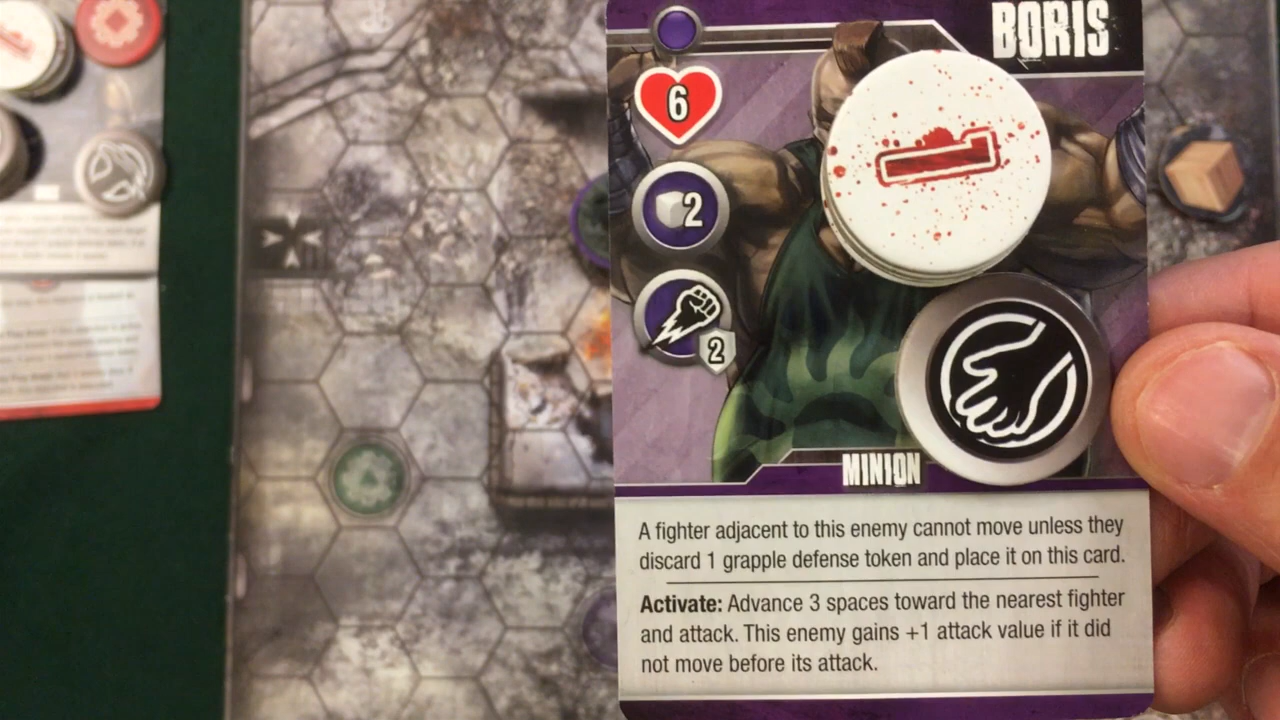 BORIS
6
2
2
MINION
A fighter adjacent to this enemy cannot move unless they
discard 1 grapple defense token and place it on this card.
Activate: Advance 3 spaces toward the nearest fighter
and attack. This enemy gains +1 attack value if it did
not move before its attack.